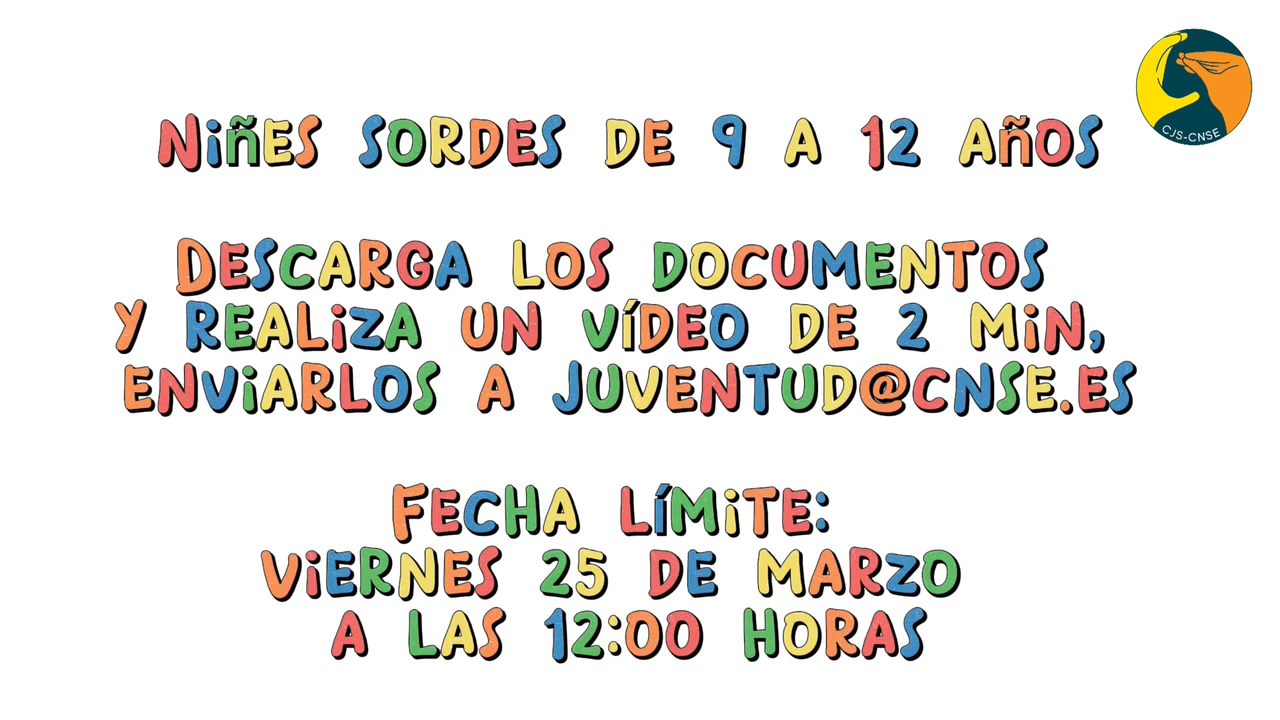 CJS-CNSE
Niñes sordes de 9 a 12 años
Descarga los documentos
y realiza un vídeo de 2 min,
enviarlos a juventud@cnse.es
Fecha límite:
viernes 25 de marzo
a las 12:00 horas